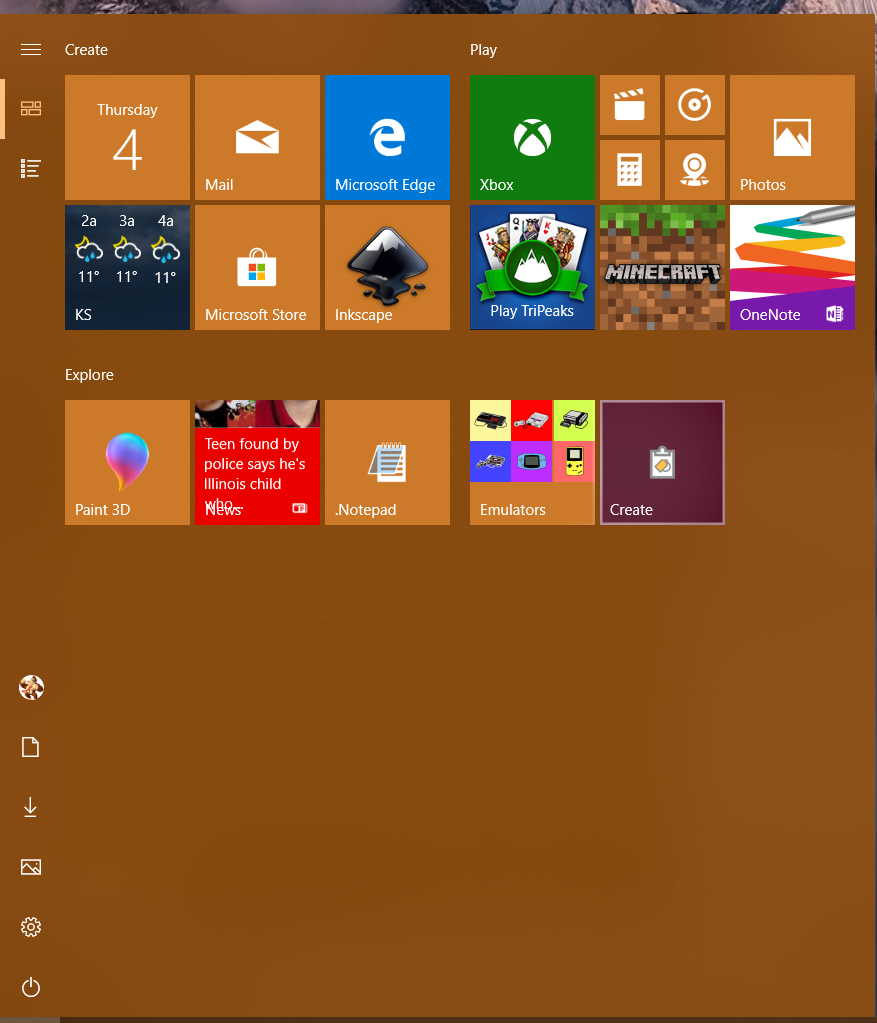 Create
Play
Thursday
4
Mail
Microsoft Edge
Xbox
Photos
2a 3a 4a
11° 11° 11°
KS
Microsoft Store
Inkscape
Play TriPeaks
MINECRAFT
OneNote
N
Explore
Paint 3D
Teen found by
police says he's
Illinois child
who...
News
.Notepad
Emulators
Create